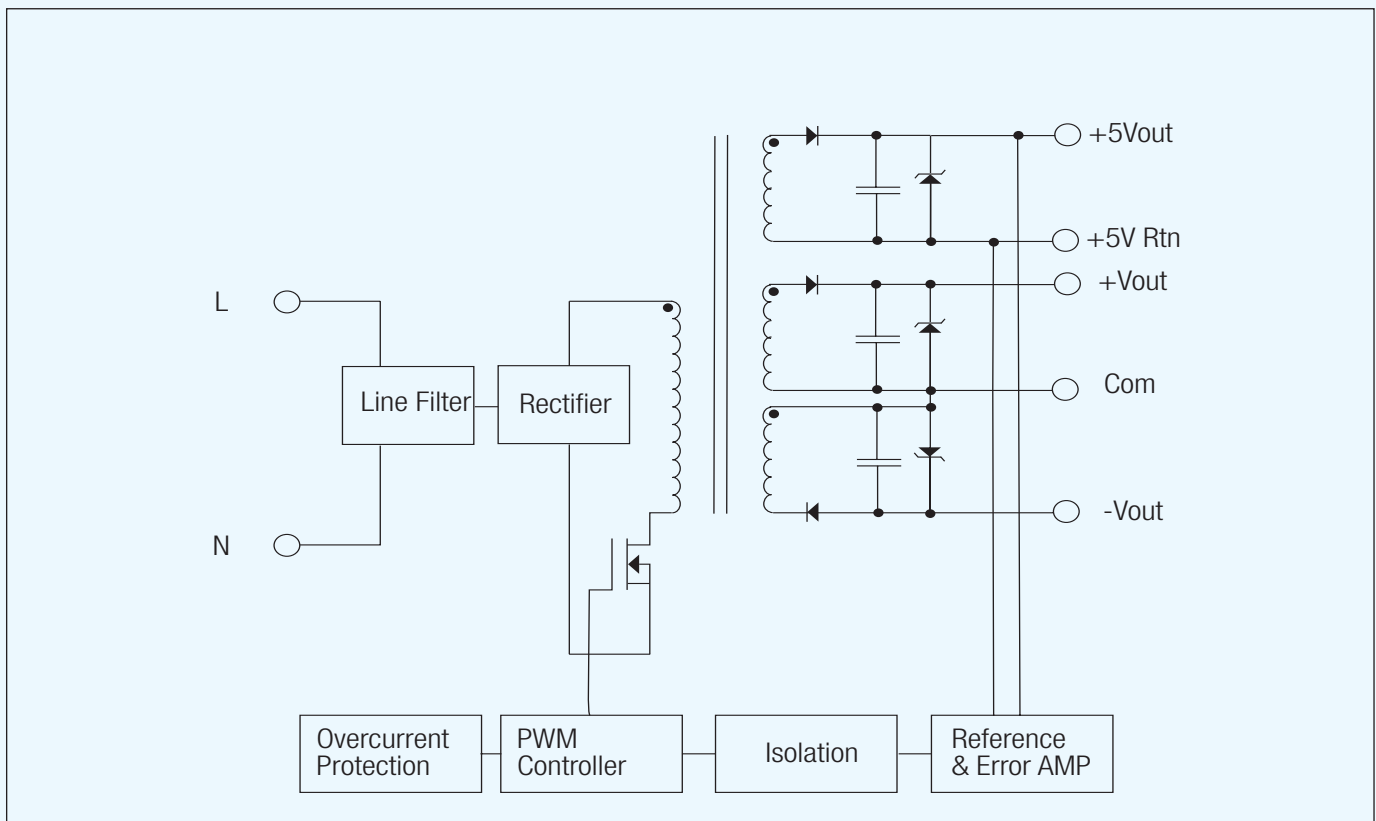 +5Vout
+5V Rtn
+Vout
L
Com
Line Filter
Rectifier
-Vout
N
Overcurrent
Protection
PWM
Controller
Isolation
Reference
& Error AMP